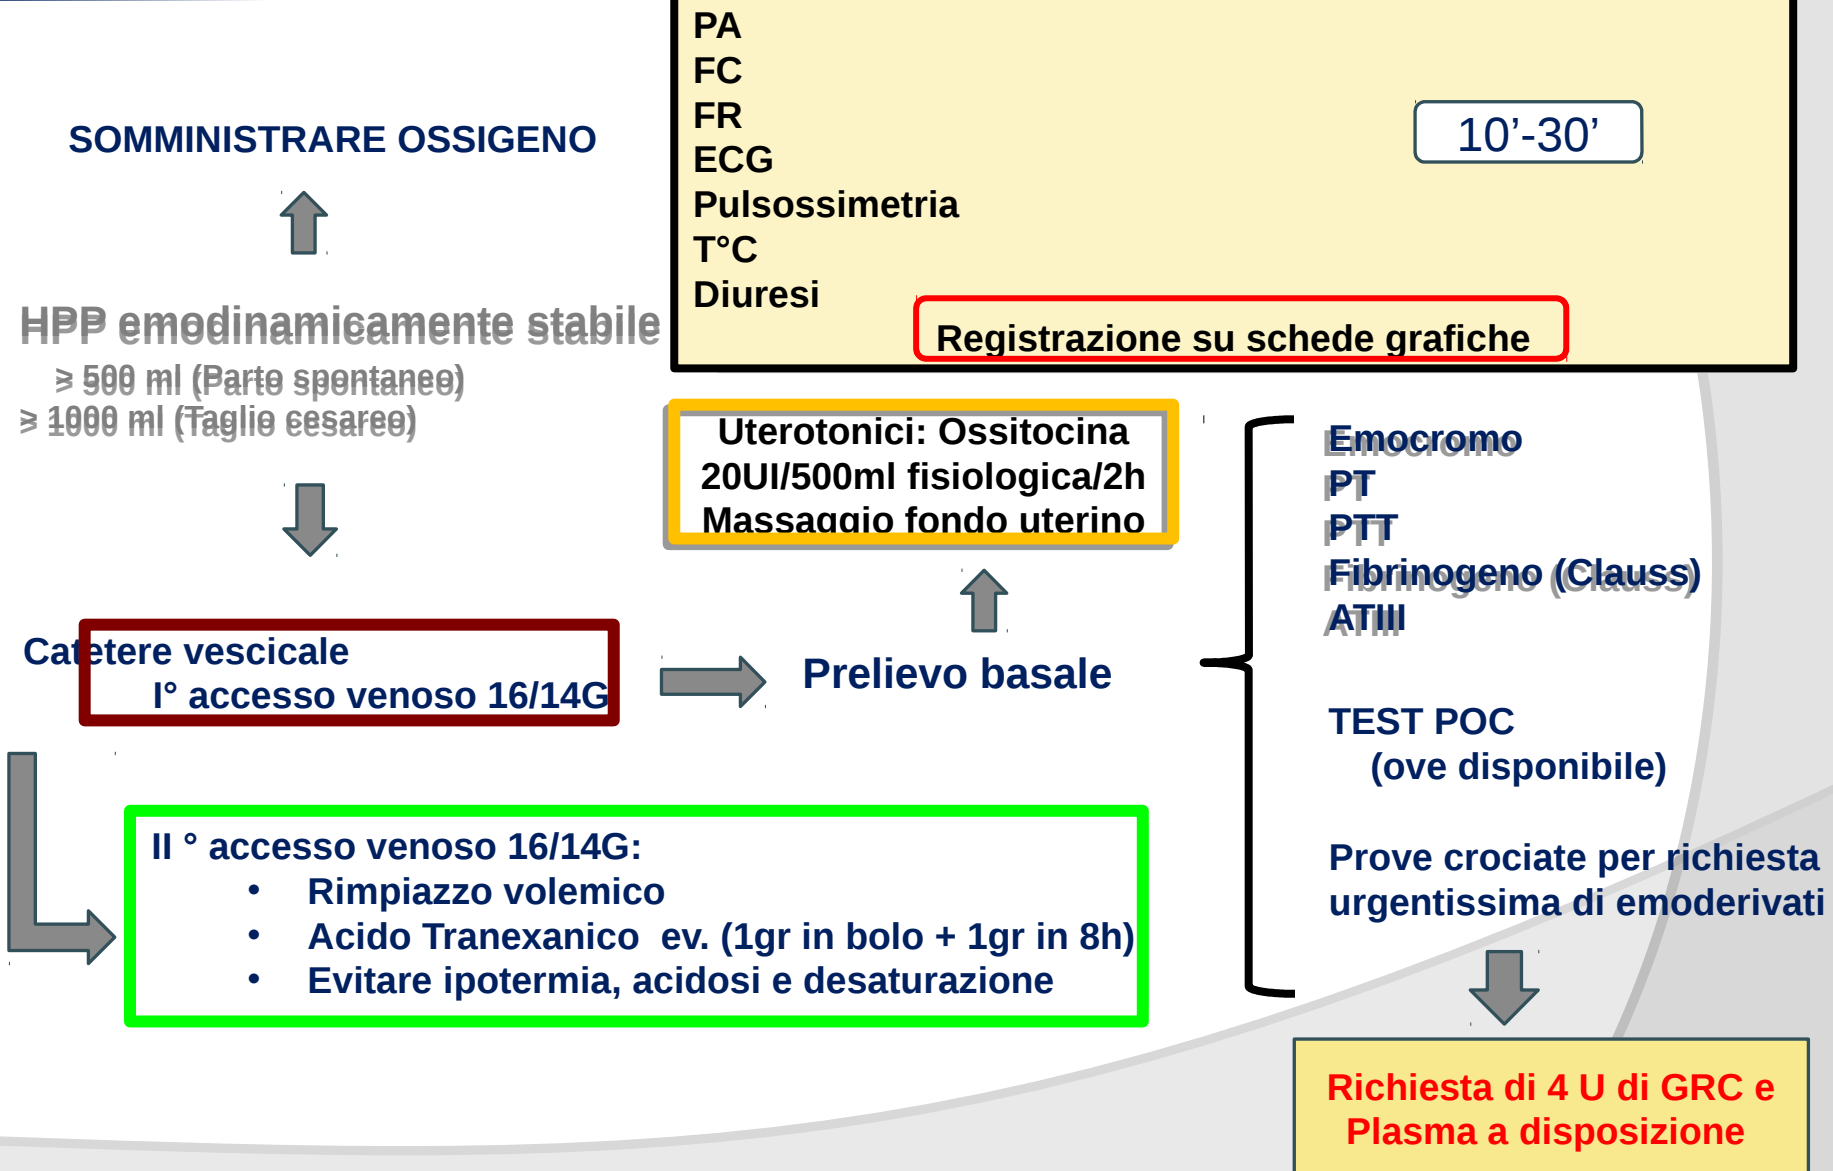 PA
FC
FR
ECG
Pulsossimetria
T°C
Diuresi
Registrazione su schede grafiche
10’-30’
SOMMINISTRARE OSSIGENO
HPP emodinamicamente stabile
> 500 ml (Parto spontaneo)
> 1000 ml (Taglio cesareo)
Uterotonici: Ossitocina
20UI/500ml fisiologica/2h
Massaggio fondo uterino
Catetere vescicale
I° accesso venoso 16/14G
Prelievo basale
Emocromo
PT
PTT
Fibrinogeno (Clauss)
ATIII
TEST POC
(ove disponibile)
Prove crociate per richiesta
urgentissima di emoderivati
II ° accesso venoso 16/14G:
• Rimpiazzo volemico
• Acido Tranexanico ev. (1gr in bolo + 1gr in 8h)
• Evitare ipotermia, acidosi e desaturazione
Richiesta di 4 U di GRC e
Plasma a disposizione